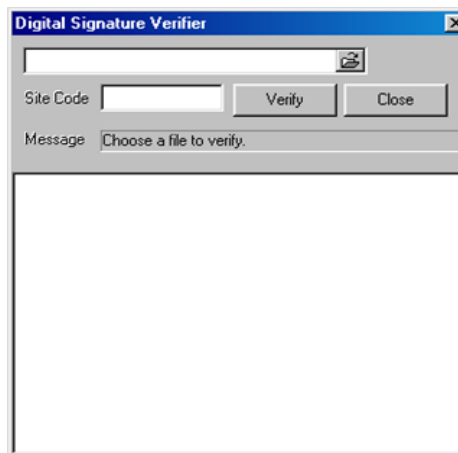 Digital Signature Verifier
Site Code
Verify
Close
Message
Choose a file to verify.